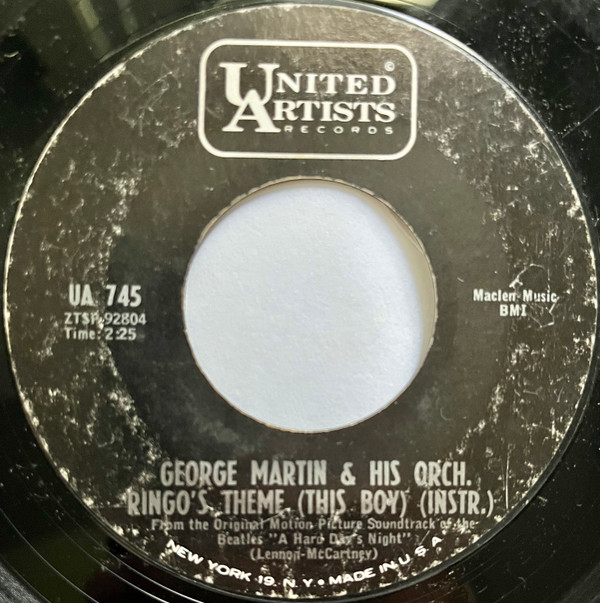 ©
UNITED
ARTISTS
RECORDS
UA 745
ZTSP-92804
Time: 2:25
Maclen Music
BMI
GEORGE MARTIN & HIS ORCH.
RINGO'S THEME (THIS BOY) (INSTR.)
From the Original Motion Picture Soundtrack of the
Beatles "A Hard Day's Night"
(Lennon-McCartney)
NEW YORK 19, N.Y. • MADE IN U.S.A.